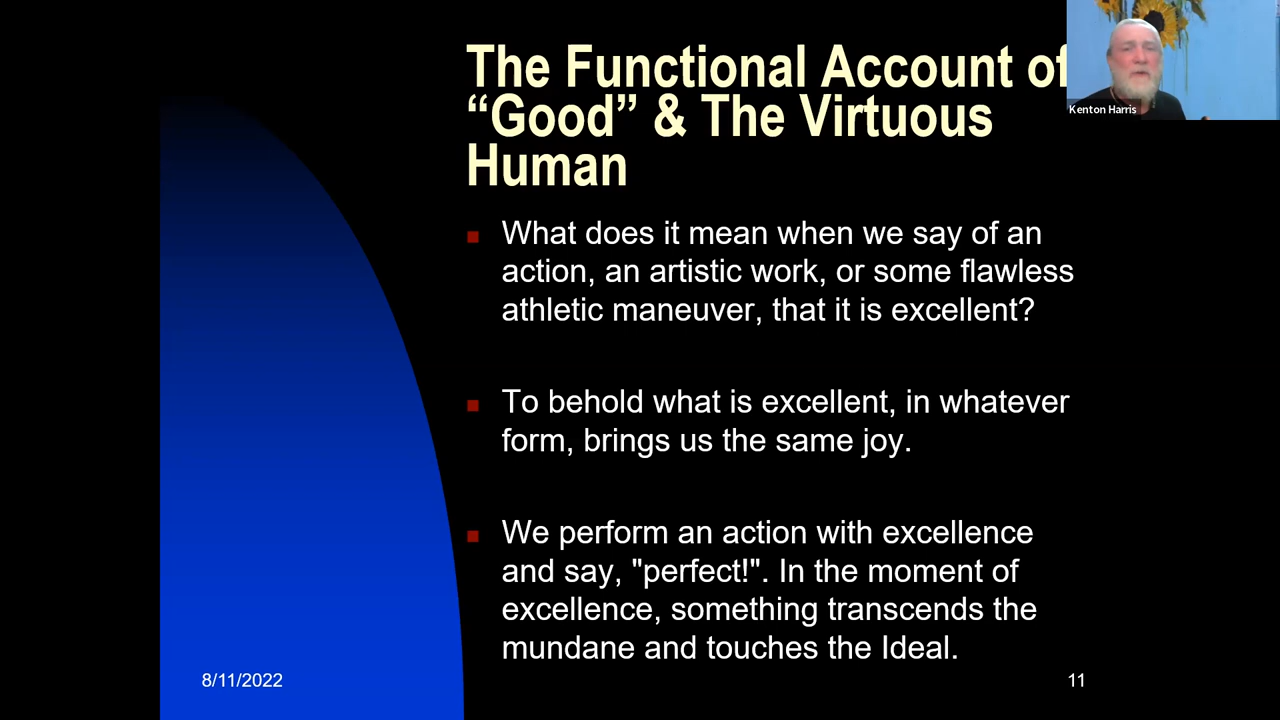 The Functional Account of
“Good” & The Virtuous
Human
Kenton Harris
What does it mean when we say of an
action, an artistic work, or some flawless
athletic maneuver, that it is excellent?
To behold what is excellent, in whatever
form, brings us the same joy.
We perform an action with excellence
and say, "perfect!". In the moment of
excellence, something transcends the
mundane and touches the Ideal.
8/11/2022
11